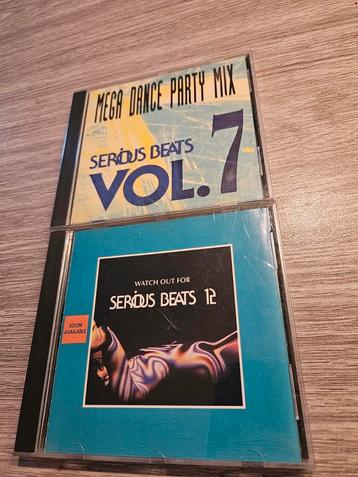 MEGA DANCE PARTY MIX
SERIOUS BEATS
VOL.7
WATCH OUT FOR
SERIOUS BEATS 12
SOON
AVAILABLE